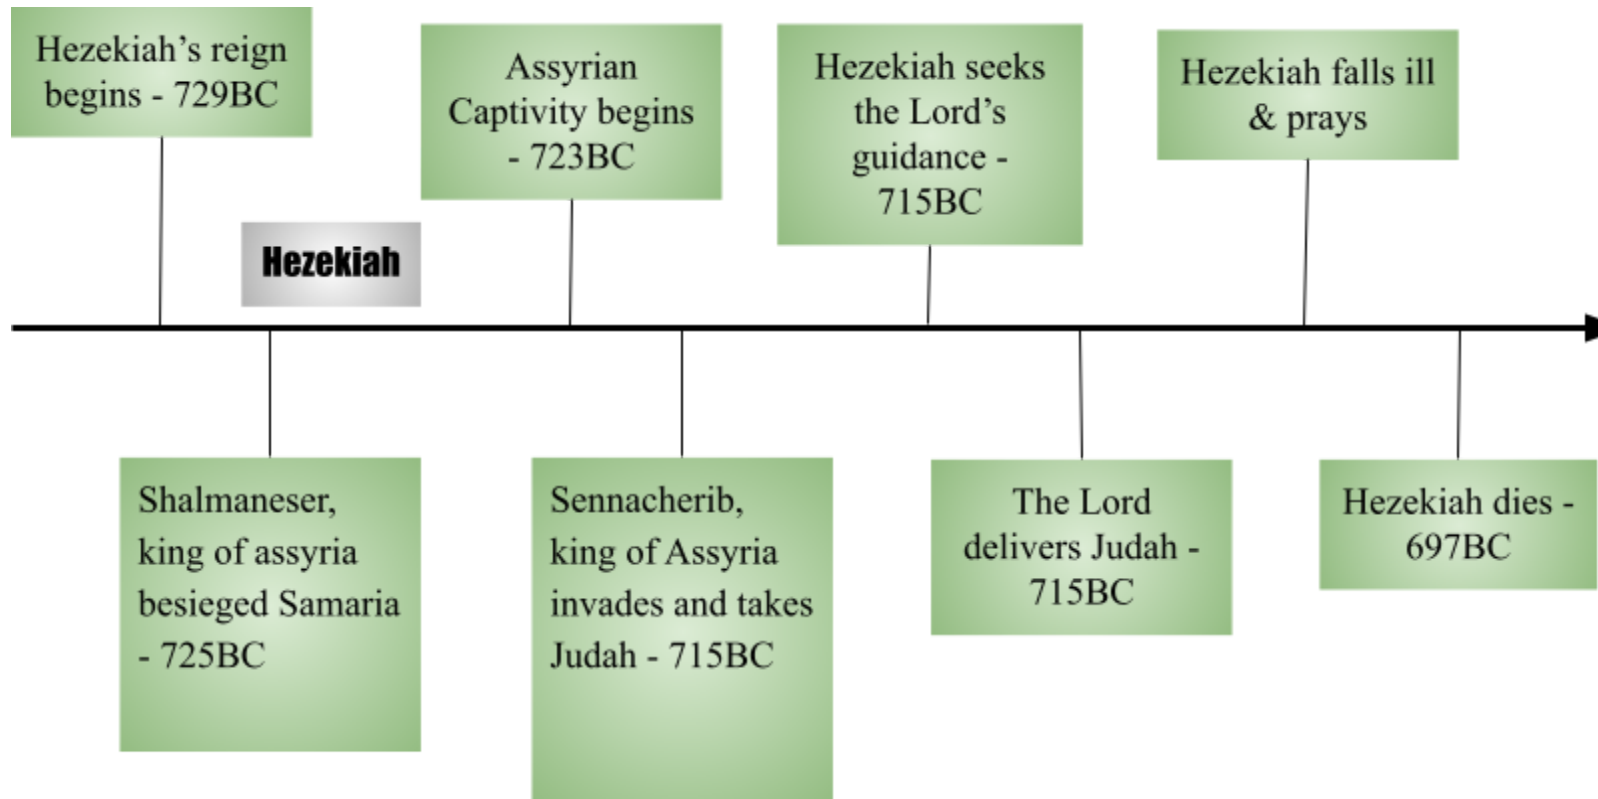 Hezekiah’s reign
begins - 729BC
Assyrian
Captivity begins
- 723BC
Hezekiah seeks
the Lord’s
guidance -
715BC
Hezekiah falls ill
& prays
Hezekiah
Shalmaneser,
king of assyria
besieged Samaria
- 725BC
Sennacherib,
king of Assyria
invades and takes
Judah - 715BC
The Lord
delivers Judah -
715BC
Hezekiah dies -
697BC